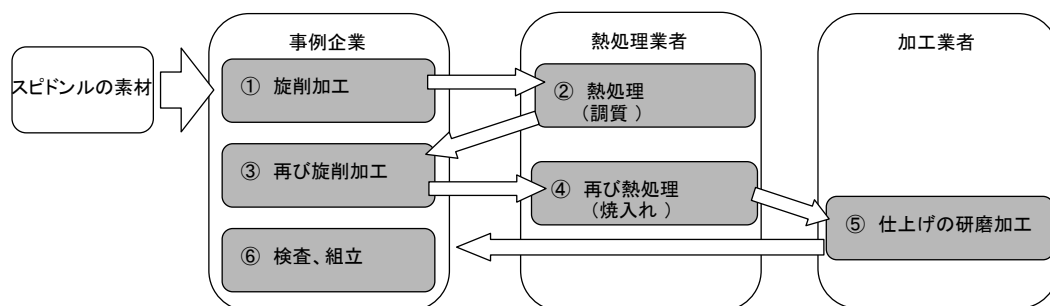 スピドンルの素材
事例企業
① 旋削加工
③ 再び旋削加工
⑥ 検査、組立
熱処理業者
② 熱処理
（調質 ）
④ 再び熱処理
（焼入れ ）
加工業者
⑤ 仕上げの研磨加工